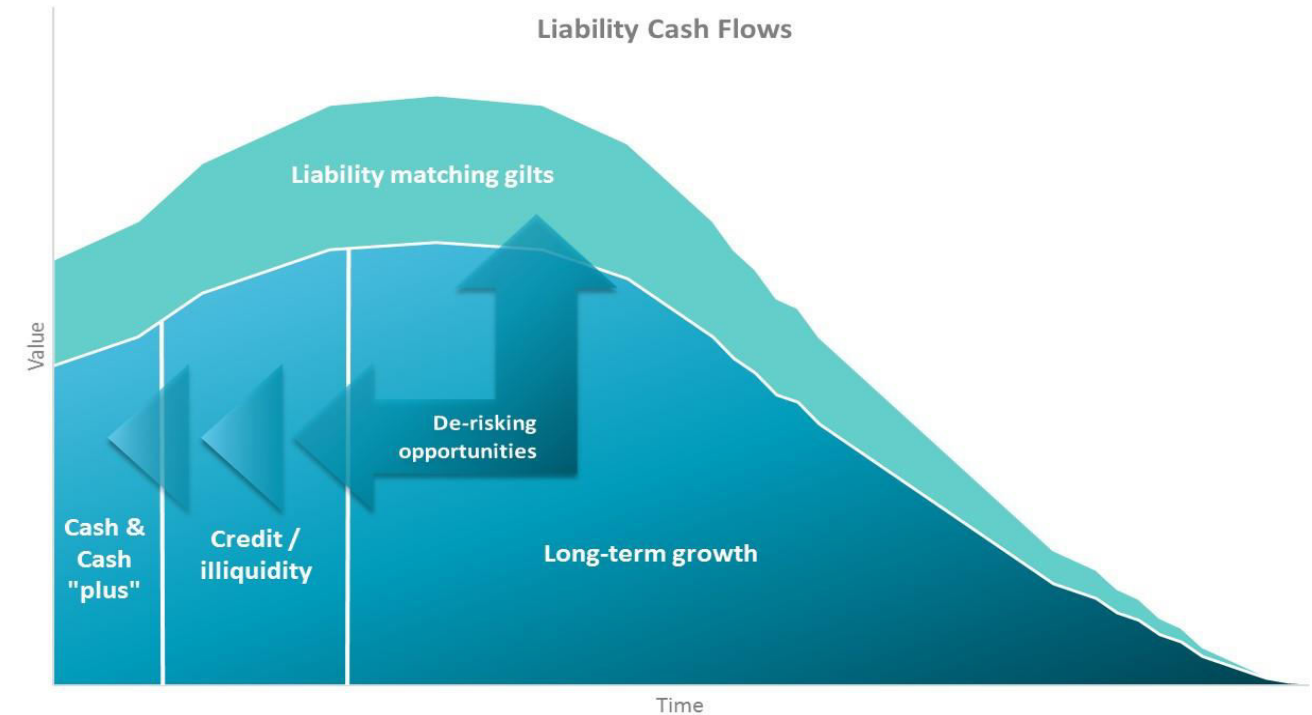 Liability Cash Flows
Liability matching gilts
Value
De-risking
opportunities
Cash &
Cash
"plus"
Credit /
illiquidity
Long-term growth
Time